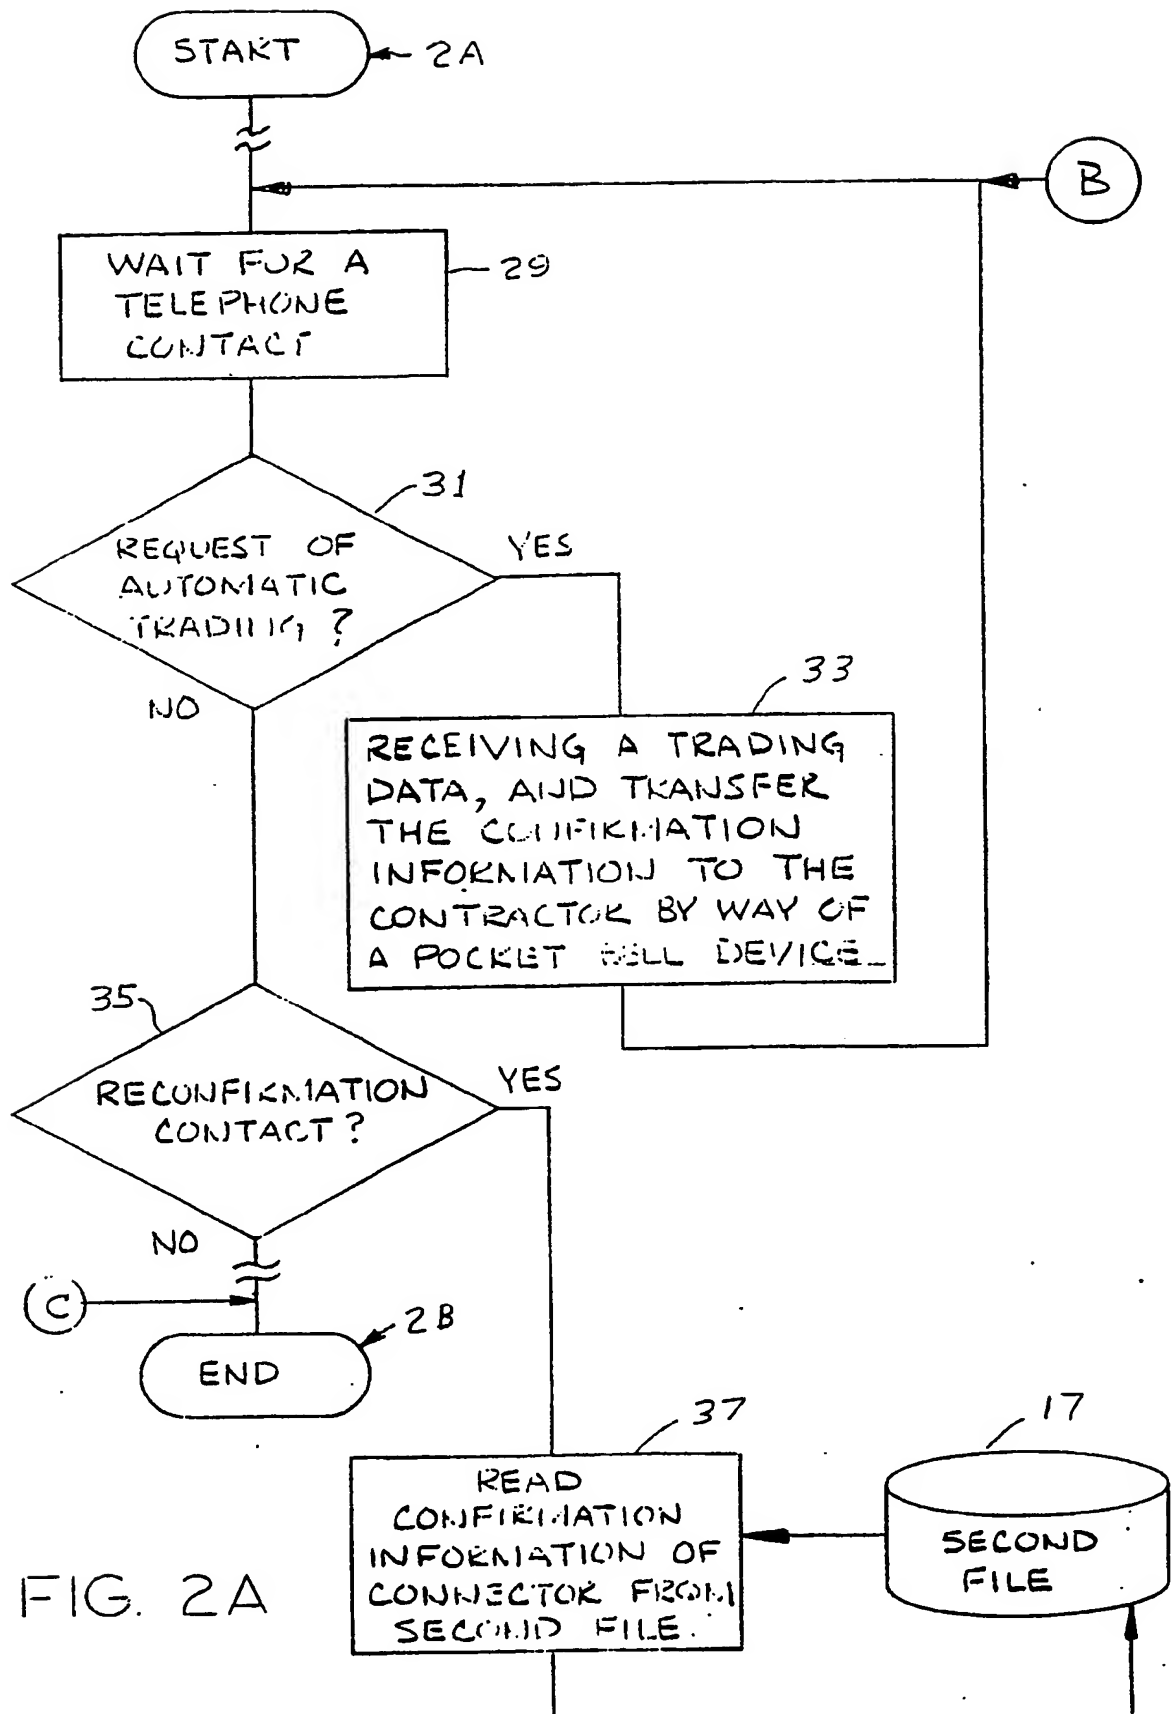 START
2A
B
WAIT FOR A
TELEPHONE
CONTACT
29
31
REQUEST OF
AUTOMATIC
TRADING?
YES
NO
33
RECEIVING A TRADING
DATA, AND TRANSFER
THE CONFIRMATION
INFORMATION TO THE
CONTRACTOR BY WAY OF
A POCKET BELL DEVICE
35
RECONFIRMATION
CONTACT?
YES
NO
C
2B
END
37
17
READ
CONFIRMATION
INFORMATION OF
CONNECTOR FROM
SECOND FILE.
SECOND
FILE
FIG. 2A